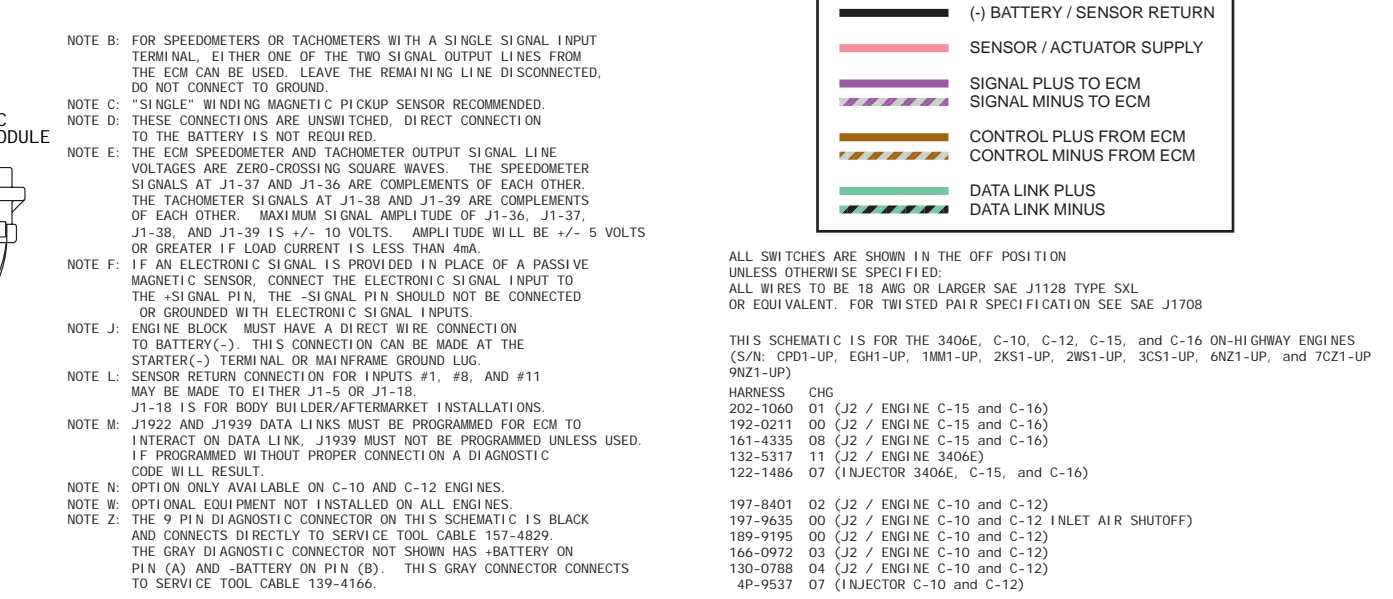 C
ODULE
NOTE B: FOR SPEEDOMETERS OR TACHOMETERS WITH A SINGLE SIGNAL INPUT
TERMINAL, EITHER ONE OF THE TWO SIGNAL OUTPUT LINES FROM
THE ECM CAN BE USED. LEAVE THE REMAINING LINE DISCONNECTED,
DO NOT CONNECT TO GROUND.
NOTE C: "SINGLE" WINDING MAGNETIC PICKUP SENSOR RECOMMENDED.
NOTE D: THESE CONNECTIONS ARE UNSWITCHED, DIRECT CONNECTION
TO THE BATTERY IS NOT REQUIRED.
NOTE E: THE ECM SPEEDOMETER AND TACHOMETER OUTPUT SIGNAL LINE
VOLTAGES ARE ZERO-CROSSING SQUARE WAVES. THE SPEEDOMETER
SIGNALS AT J1-37 AND J1-36 ARE COMPLEMENTS OF EACH OTHER.
THE TACHOMETER SIGNALS AT J1-38 AND J1-39 ARE COMPLEMENTS
OF EACH OTHER. MAXIMUM SIGNAL AMPLITUDE OF J1-36, J1-37,
J1-38, AND J1-39 IS +/- 10 VOLTS. AMPLITUDE WILL BE +/- 5 VOLTS
OR GREATER IF LOAD CURRENT IS LESS THAN 4mA.
NOTE F: IF AN ELECTRONIC SIGNAL IS PROVIDED IN PLACE OF A PASSIVE
MAGNETIC SENSOR, CONNECT THE ELECTRONIC SIGNAL INPUT TO
THE +SIGNAL PIN, THE -SIGNAL PIN SHOULD NOT BE CONNECTED
OR GROUNDED WITH ELECTRONIC SIGNAL INPUTS.
NOTE J: ENGINE BLOCK MUST HAVE A DIRECT WIRE CONNECTION
TO BATTERY(-). THIS CONNECTION CAN BE MADE AT THE
STARTER(-) TERMINAL OR MAINFRAME GROUND LUG.
NOTE L: SENSOR RETURN CONNECTION FOR INPUTS #1, #8, AND #11
MAY BE MADE TO EITHER J1-5 OR J1-18.
J1-18 IS FOR BODY BUILDER/AFTERMARKET INSTALLATIONS.
NOTE M: J1922 AND J1939 DATA LINKS MUST BE PROGRAMMED FOR ECM TO
INTERACT ON DATA LINK, J1939 MUST NOT BE PROGRAMMED UNLESS USED.
IF PROGRAMMED WITHOUT PROPER CONNECTION A DIAGNOSTIC
CODE WILL RESULT.
NOTE N: OPTION ONLY AVAILABLE ON C-10 AND C-12 ENGINES.
NOTE W: OPTIONAL EQUIPMENT NOT INSTALLED ON ALL ENGINES.
NOTE Z: THE 9 PIN DIAGNOSTIC CONNECTOR ON THIS SCHEMATIC IS BLACK
AND CONNECTS DIRECTLY TO SERVICE TOOL CABLE 157-4829.
THE GRAY DIAGNOSTIC CONNECTOR NOT SHOWN HAS +BATTERY ON
PIN (A) AND -BATTERY ON PIN (B). THIS GRAY CONNECTOR CONNECTS
TO SERVICE TOOL CABLE 139-4166.
(-) BATTERY / SENSOR RETURN
SENSOR / ACTUATOR SUPPLY
SIGNAL PLUS TO ECM
SIGNAL MINUS TO ECM
CONTROL PLUS FROM ECM
CONTROL MINUS FROM ECM
DATA LINK PLUS
DATA LINK MINUS
ALL SWITCHES ARE SHOWN IN THE OFF POSITION
UNLESS OTHERWISE SPECIFIED:
ALL WIRES TO BE 18 AWG OR LARGER SAE J1128 TYPE SXL
OR EQUIVALENT. FOR TWISTED PAIR SPECIFICATION SEE SAE J1708
THIS SCHEMATIC IS FOR THE 3406E, C-10, C-12, C-15, and C-16 ON-HIGHWAY ENGINES
(S/N: CPD1-UP, EGH1-UP, 1MM1-UP, 2KS1-UP, 2WS1-UP, 3CS1-UP, 6NZ1-UP, and 7CZ1-UP
9NZ1-UP)
HARNESS CHG
202-1060 01 (J2 / ENGINE C-15 and C-16)
192-0211 00 (J2 / ENGINE C-15 and C-16)
161-4335 08 (J2 / ENGINE C-15 and C-16)
132-5317 11 (J2 / ENGINE 3406E)
122-1486 07 (INJECTOR 3406E, C-15, and C-16)
197-8401 02 (J2 / ENGINE C-10 and C-12)
197-9635 00 (J2 / ENGINE C-10 and C-12 INLET AIR SHUTOFF)
189-9195 00 (J2 / ENGINE C-10 and C-12)
166-0972 03 (J2 / ENGINE C-10 and C-12)
130-0788 04 (J2 / ENGINE C-10 and C-12)
4P-9537 07 (INJECTOR C-10 and C-12)